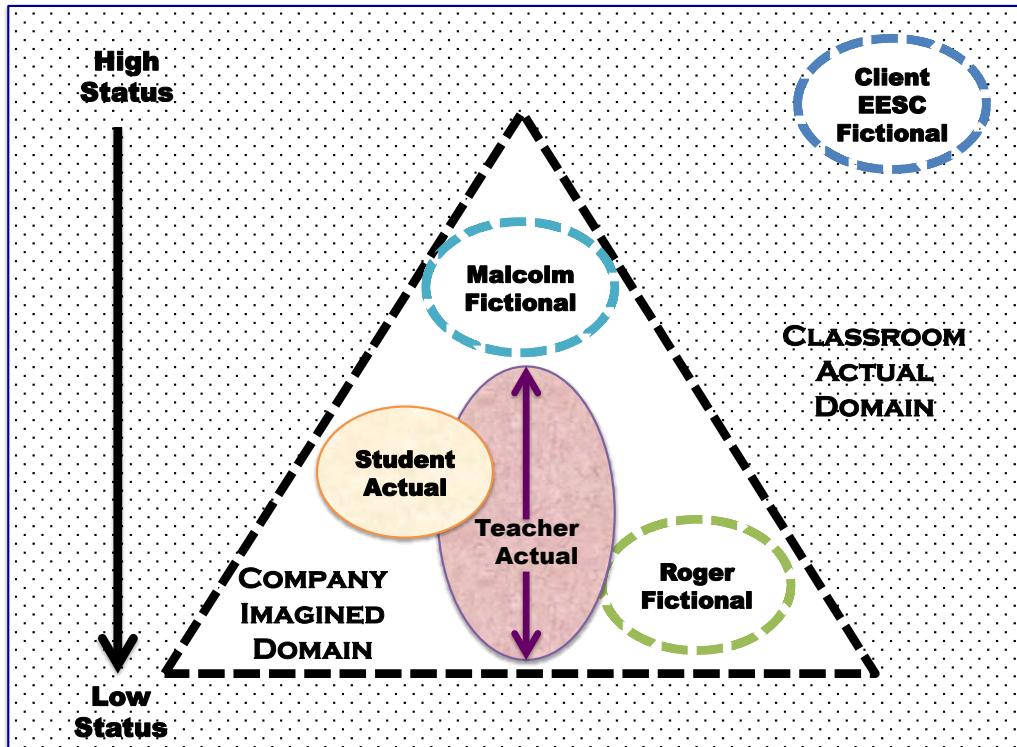 High
Status
Client
EESC
Fictional
Malcolm
Fictional
CLASSROOM
ACTUAL
DOMAIN
Student
Actual
Teacher
Actual
Roger
Fictional
COMPANY
IMAGINED
DOMAIN
Low
Status